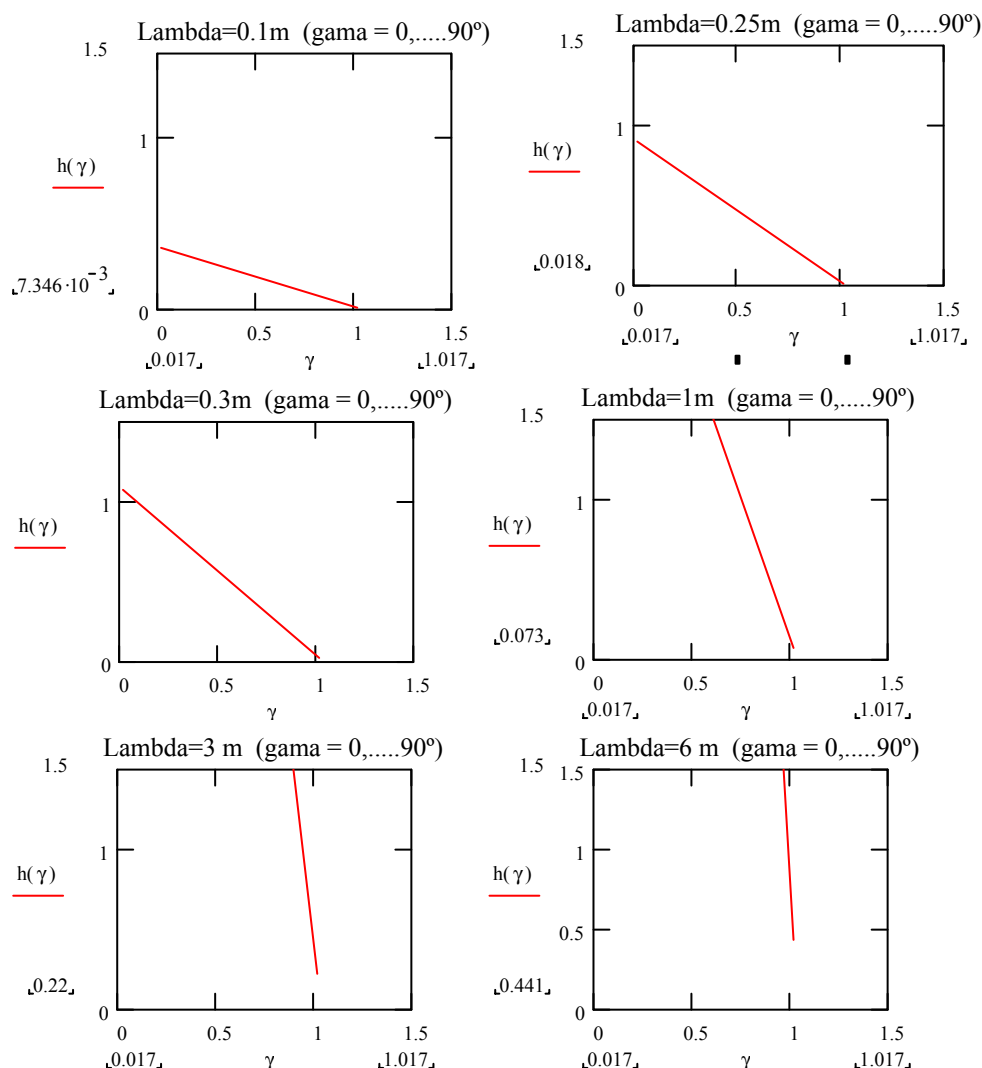 Lambda=0.1m (gama = 0,.....90º)
1.5
1
h(γ)
7.346·10⁻³
0
0 0.5 1 1.5
0.017 γ 1.017
Lambda=0.25m (gama = 0,.....90º)
1.5
1
h(γ)
0.018
0
0 0.5 1 1.5
0.017 γ 1.017
Lambda=0.3m (gama = 0,.....90º)
1
h(γ)
0
0 0.5 1 1.5
γ
Lambda=1m (gama = 0,.....90º)
1.5
1
h(γ)
0.073
0
0 0.5 1 1.5
0.017 γ 1.017
Lambda=3 m (gama = 0,.....90º)
1.5
1
h(γ)
0.22
0
0 0.5 1 1.5
0.017 γ 1.017
Lambda=6 m (gama = 0,.....90º)
1.5
1
h(γ)
0.5
0.441
0
0 0.5 1 1.5
0.017 γ 1.017